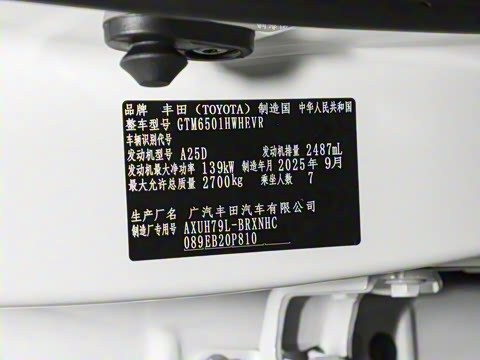 品牌 丰田（TOYOTA） 制造国 中华人民共和国
整车型号 GTM6501HWHEVR
车辆识别代号
发动机型号 A25D 发动机排量 2487mL
发动机最大净功率 139kW 制造年月 2025年9月
最大允许总质量 2700kg 乘坐人数 7
生产厂名 广汽丰田汽车有限公司
制造厂专用号 AXUH79L-BRXNHC
089EB20P810